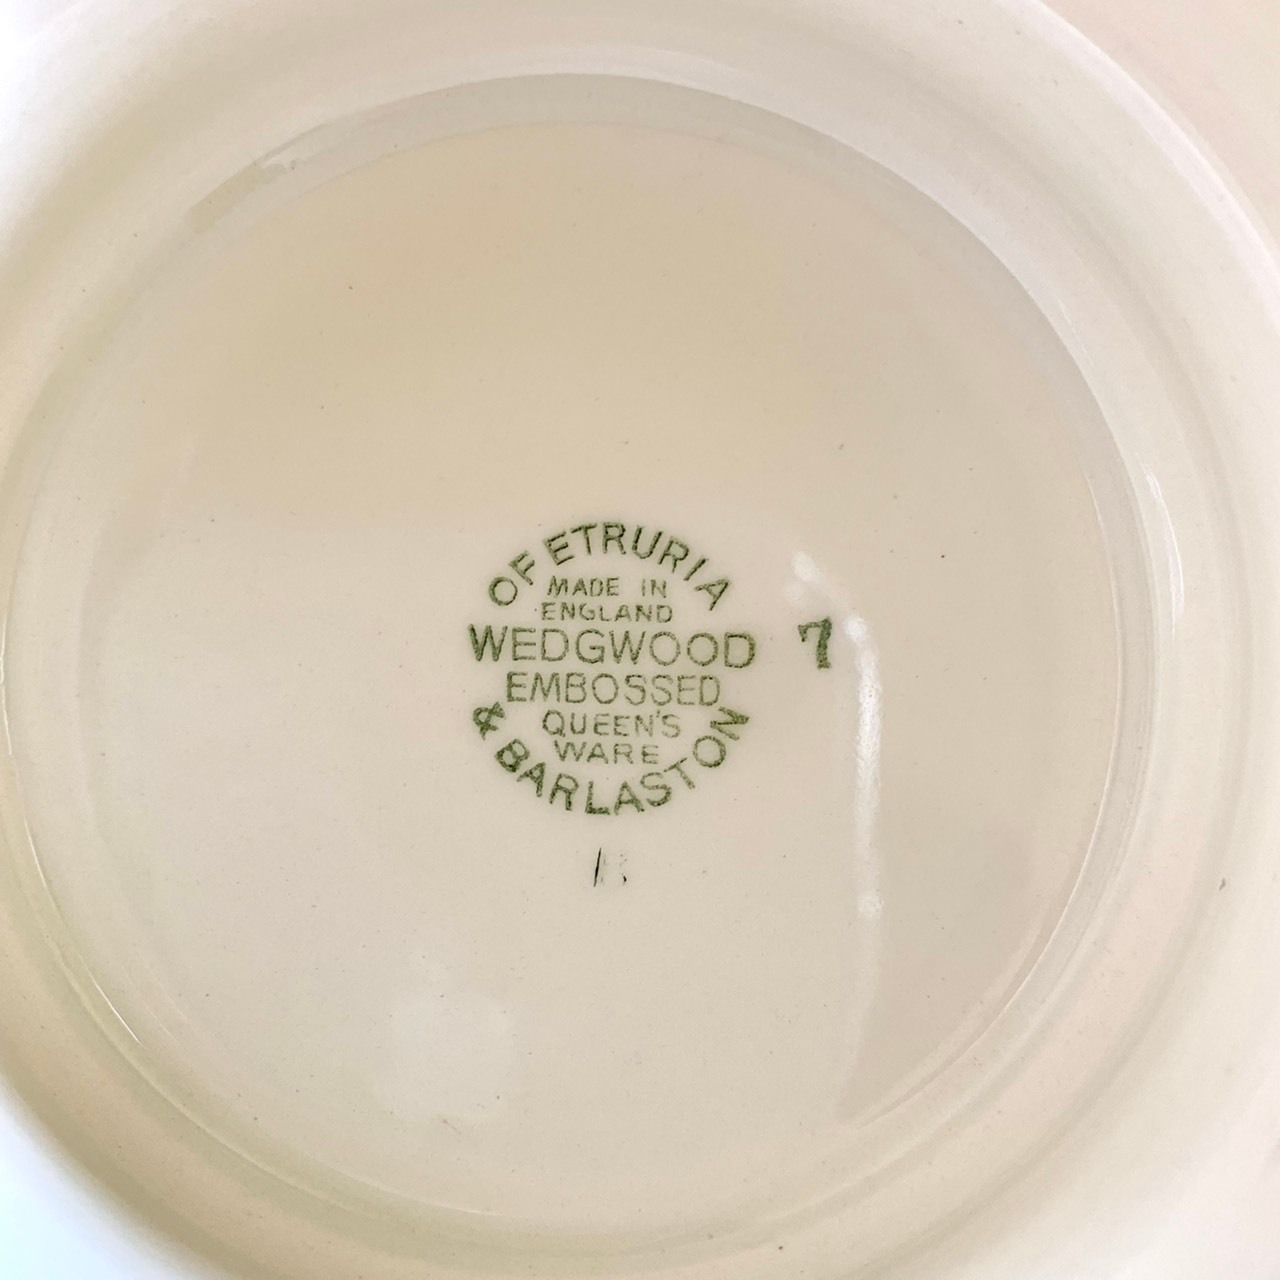 OF ETRURIA
MADE IN
ENGLAND
WEDGWOOD 7
EMBOSSED
QUEEN'S
WARE
& BARLASTON